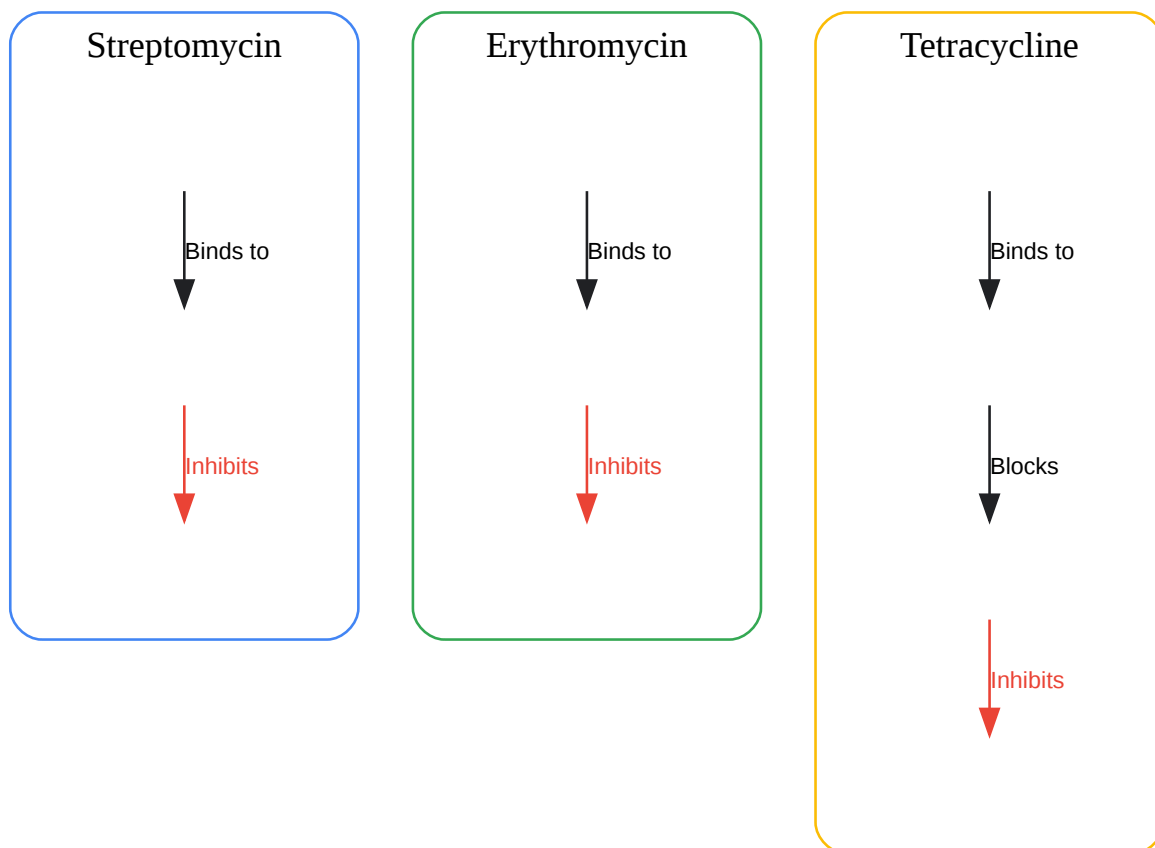 Streptomycin
Binds to
Inhibits
Erythromycin
Binds to
Inhibits
Tetracycline
Binds to
Blocks
Inhibits